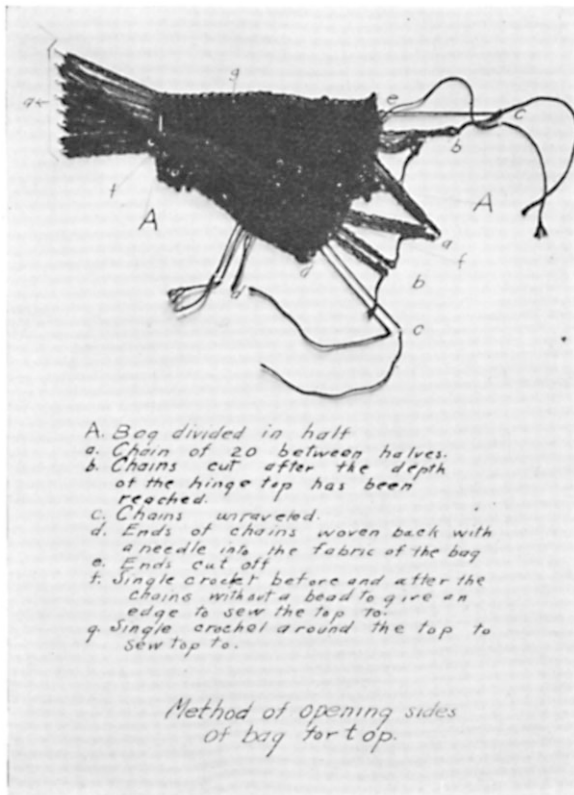 g
e
c
a
b
f
A
A
a
f
d
b
d
c
A. Bag divided in half
a. Chain of 20 between halves.
b. Chains cut after the depth
of the hinge top has been
reached.
c. Chains unraveled.
d. Ends of chains woven back with
a needle into the fabric of the bag
e. Ends cut off
f. Single crochet before and after the
chains without a bead to give an
edge to sew the top to.
g. Single crochet around the top to
sew top to.
Method of opening sides
of bag for top.